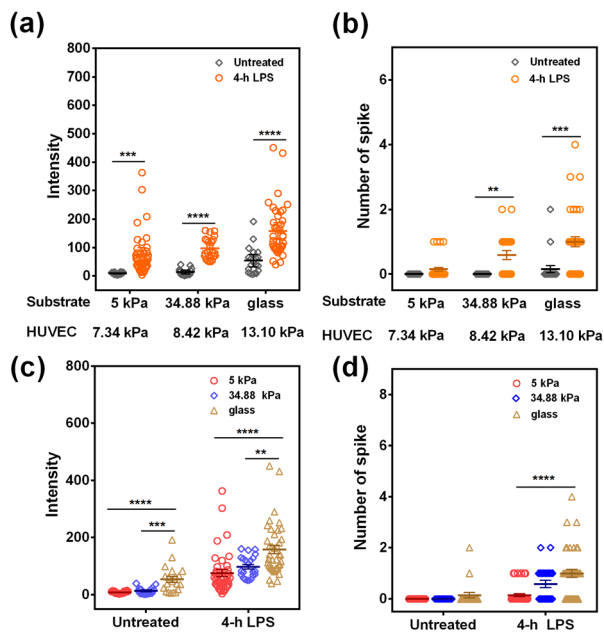 (a)
800
700
600
500
400
300
200
100
0
Intensity
Untreated
4-h LPS
***
****
****
Substrate 5 kPa 34.88 kPa glass
HUVEC 7.34 kPa 8.42 kPa 13.10 kPa
(b)
6
4
2
0
Number of spike
Untreated
4-h LPS
**
***
Substrate 5 kPa 34.88 kPa glass
HUVEC 7.34 kPa 8.42 kPa 13.10 kPa
(c)
800
600
400
200
0
Intensity
5 kPa
34.88 kPa
glass
****
***
****
**
Untreated 4-h LPS
(d)
8
6
4
2
0
Number of spike
5 kPa
34.88 kPa
glass
****
Untreated 4-h LPS